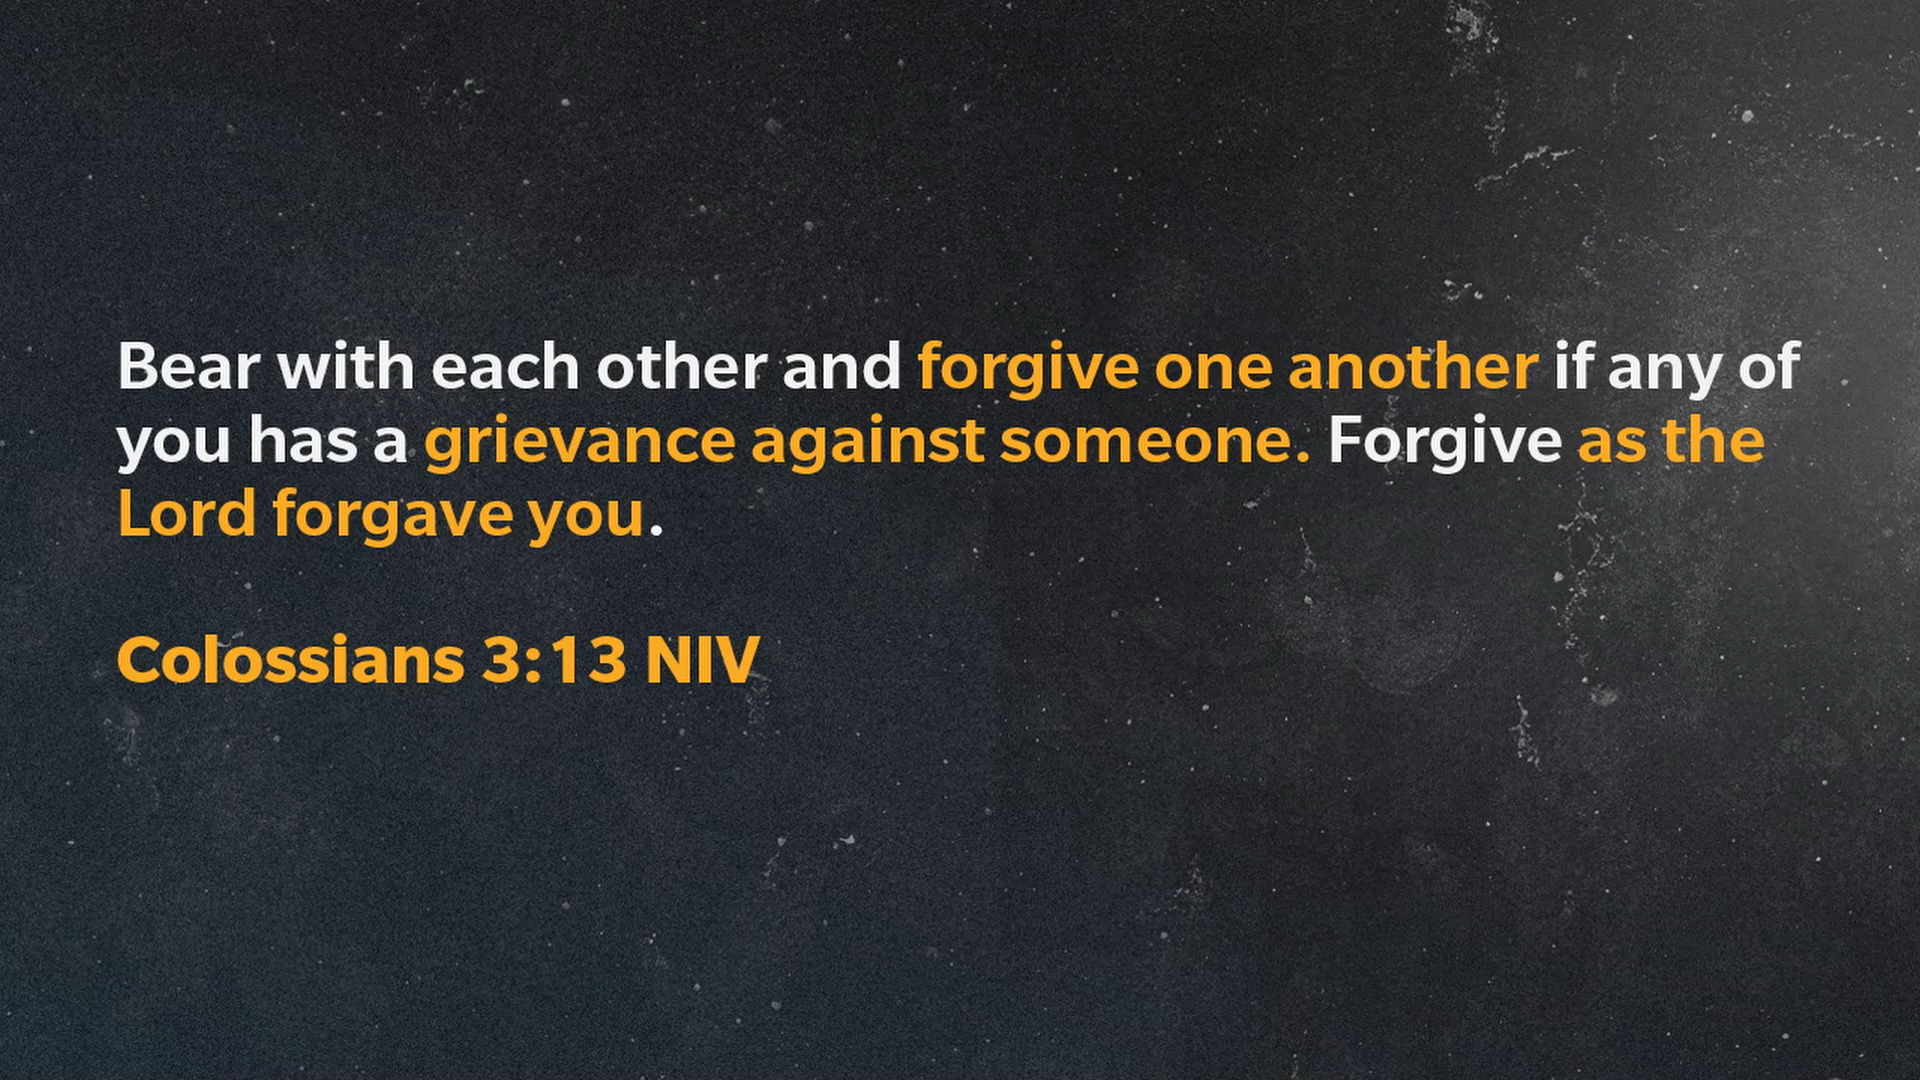 Bear with each other and forgive one another if any of
you has a grievance against someone. Forgive as the
Lord forgave you.
Colossians 3:13 NIV